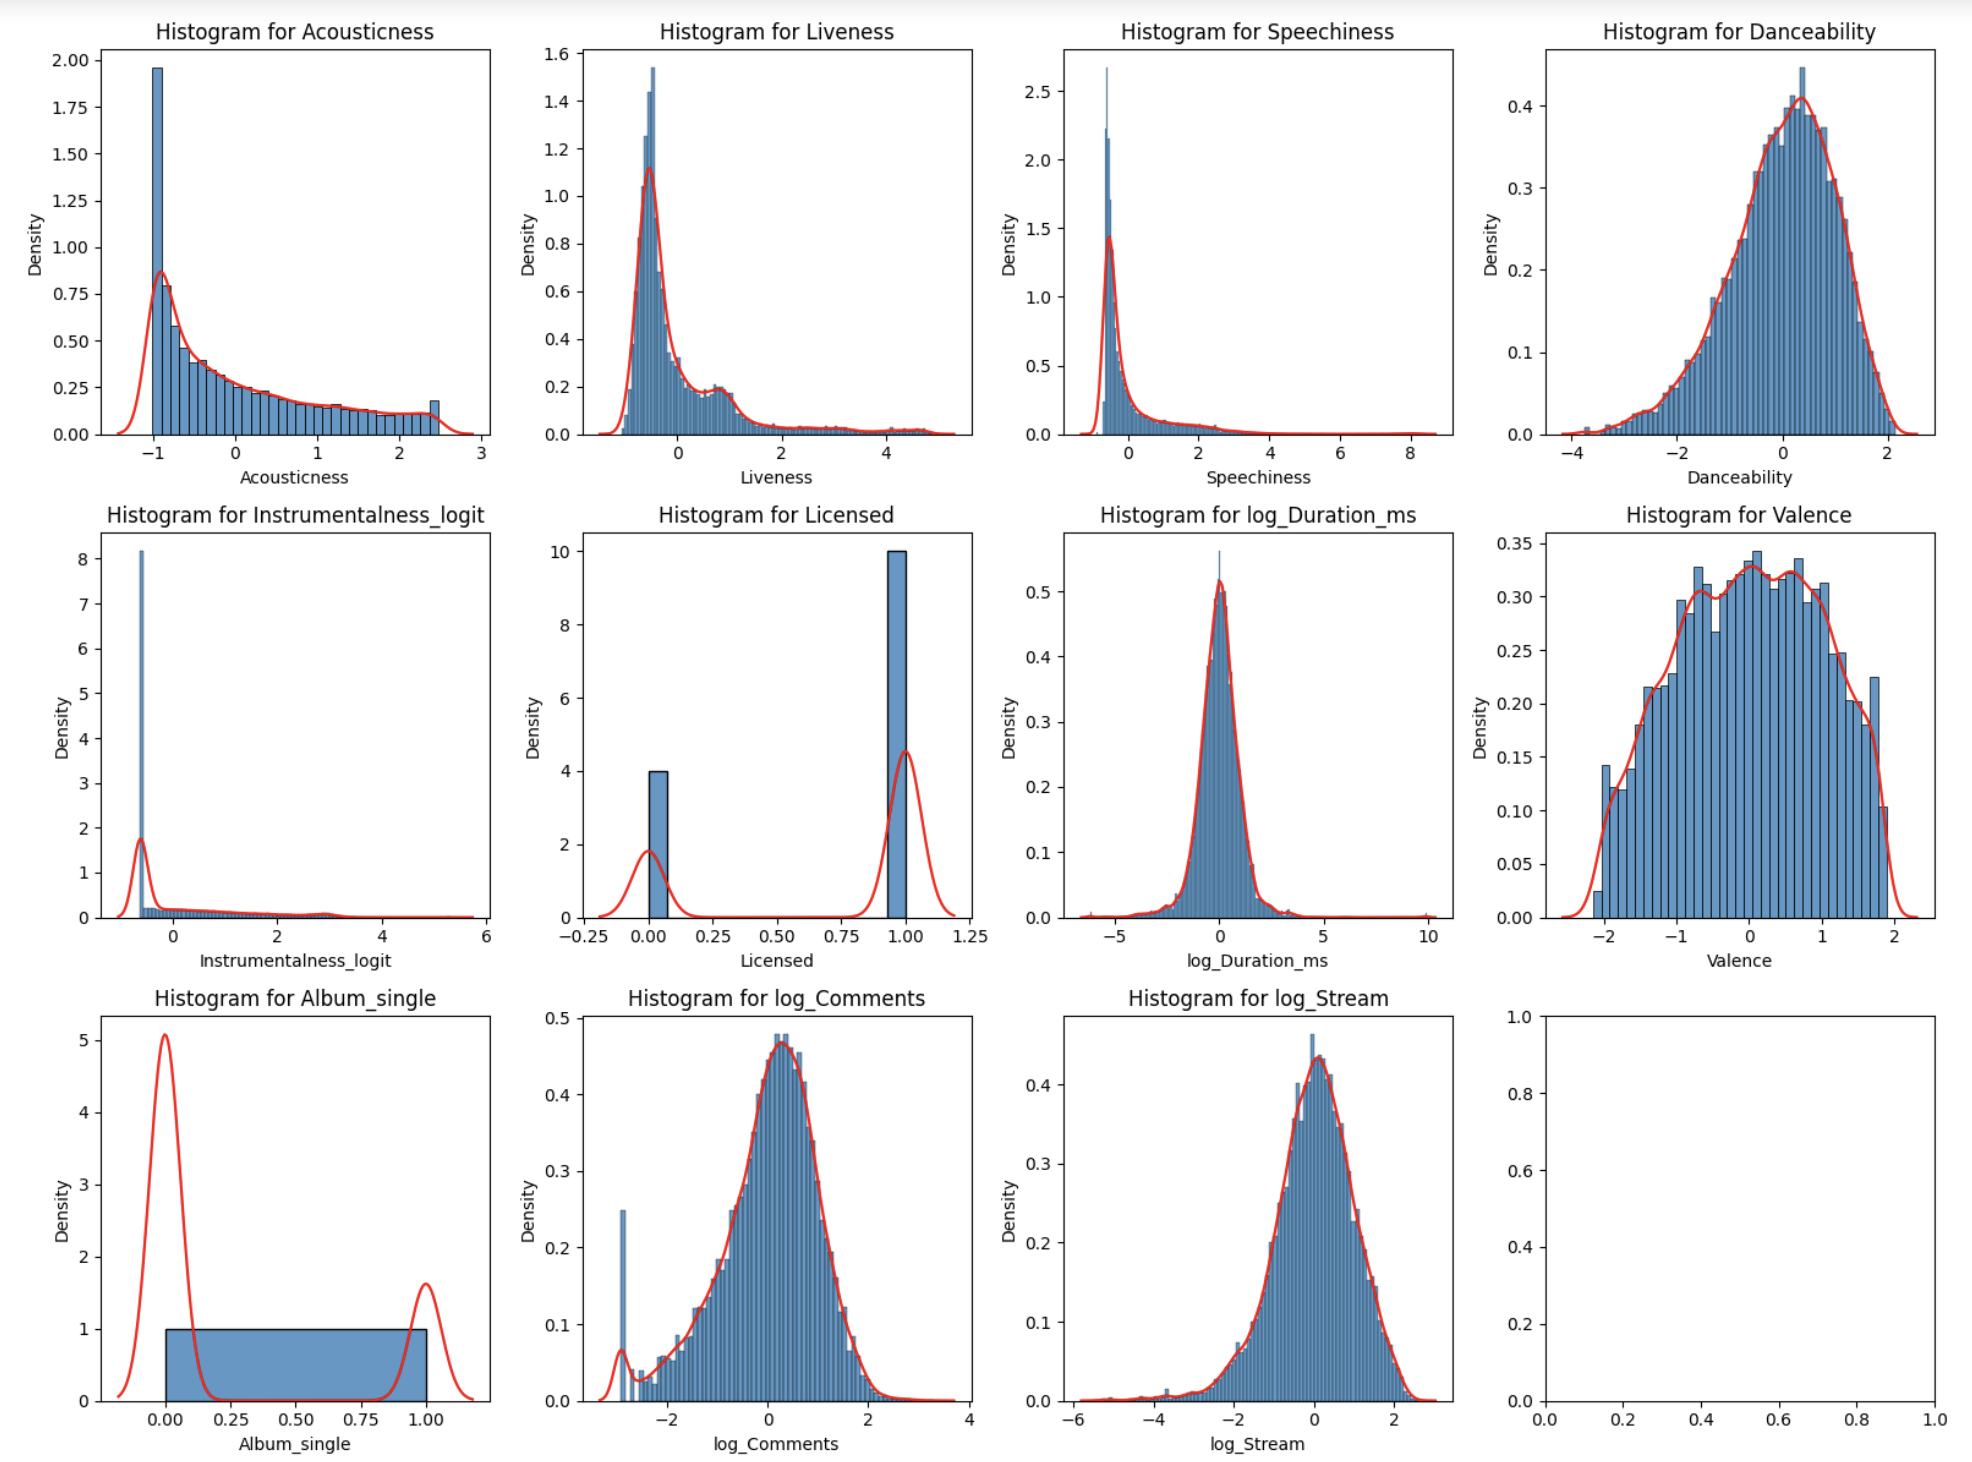 Histogram for Acousticness
2.00
1.75
1.50
1.25
1.00
0.75
0.50
0.25
0.00
Density
−1 0 1 2 3
Acousticness
Histogram for Liveness
1.6
1.4
1.2
1.0
0.8
0.6
0.4
0.2
0.0
Density
0 2 4
Liveness
Histogram for Speechiness
2.5
2.0
1.5
1.0
0.5
0.0
Density
0 2 4 6 8
Speechiness
Histogram for Danceability
0.4
0.3
0.2
0.1
0.0
Density
−4 −2 0 2
Danceability
Histogram for Instrumentalness_logit
8
7
6
5
4
3
2
1
0
Density
0 2 4 6
Instrumentalness_logit
Histogram for Licensed
10
8
6
4
2
0
Density
−0.25 0.00 0.25 0.50 0.75 1.00 1.25
Licensed
Histogram for log_Duration_ms
0.5
0.4
0.3
0.2
0.1
0.0
Density
−5 0 5 10
log_Duration_ms
Histogram for Valence
0.35
0.30
0.25
0.20
0.15
0.10
0.05
0.00
Density
−2 −1 0 1 2
Valence
Histogram for Album_single
5
4
3
2
1
0
Density
0.00 0.25 0.50 0.75 1.00
Album_single
Histogram for log_Comments
0.5
0.4
0.3
0.2
0.1
0.0
Density
−2 0 2 4
log_Comments
Histogram for log_Stream
0.4
0.3
0.2
0.1
0.0
Density
−6 −4 −2 0 2
log_Stream
1.0
0.8
0.6
0.4
0.2
0.0
0.0 0.2 0.4 0.6 0.8 1.0